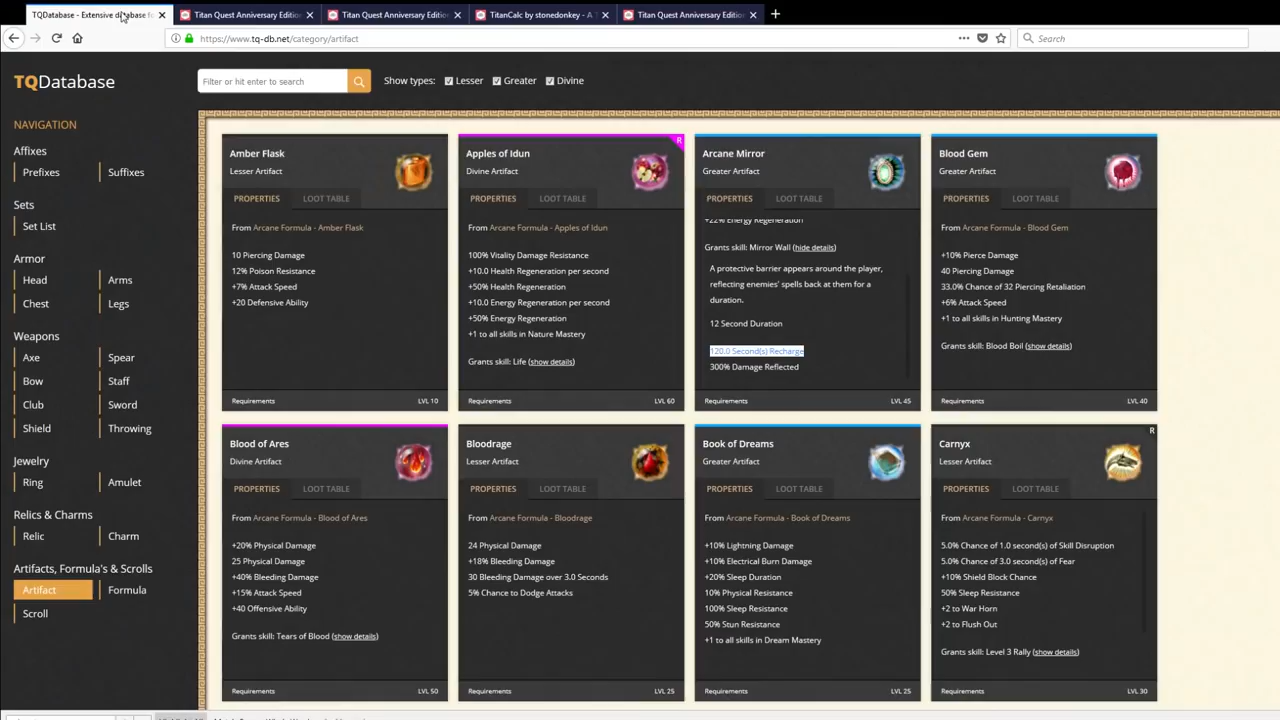 TQDatabase - Extensive database fo
Titan Quest Anniversary Edition
Titan Quest Anniversary Edition
TitanCalc by stonedonkey - A T
Titan Quest Anniversary Edition
https://www.tq-db.net/category/artifact
Search
TQDatabase
Filter or hit enter to search
Show types: Lesser Greater Divine
NAVIGATION
Affixes
Prefixes
Suffixes
Sets
Set List
Armor
Head
Arms
Chest
Legs
Weapons
Axe
Spear
Bow
Staff
Club
Sword
Shield
Throwing
Jewelry
Ring
Amulet
Relics & Charms
Relic
Charm
Artifacts, Formula's & Scrolls
Artifact
Formula
Scroll
Amber Flask
Lesser Artifact
PROPERTIES LOOT TABLE
From Arcane Formula - Amber Flask
10 Piercing Damage
12% Poison Resistance
+7% Attack Speed
+20 Defensive Ability
Requirements LVL 10
Apples of Idun
R
Divine Artifact
PROPERTIES LOOT TABLE
From Arcane Formula - Apples of Idun
100% Vitality Damage Resistance
+10.0 Health Regeneration per second
+50% Health Regeneration
+10.0 Energy Regeneration per second
+50% Energy Regeneration
+1 to all skills in Nature Mastery
Grants skill: Life (show details)
Requirements LVL 60
Arcane Mirror
Greater Artifact
PROPERTIES LOOT TABLE
+22% Energy Regeneration
Grants skill: Mirror Wall (hide details)
A protective barrier appears around the player,
reflecting enemies' spells back at them for a
duration.
12 Second Duration
120.0 Second(s) Recharge
300% Damage Reflected
Requirements LVL 45
Blood Gem
Greater Artifact
PROPERTIES LOOT TABLE
From Arcane Formula - Blood Gem
+10% Pierce Damage
40 Piercing Damage
33.0% Chance of 32 Piercing Retaliation
+6% Attack Speed
+1 to all skills in Hunting Mastery
Grants skill: Blood Boil (show details)
Requirements LVL 40
Blood of Ares
Divine Artifact
PROPERTIES LOOT TABLE
From Arcane Formula - Blood of Ares
+20% Physical Damage
25 Physical Damage
+40% Bleeding Damage
+15% Attack Speed
+40 Offensive Ability
Grants skill: Tears of Blood (show details)
Requirements LVL 50
Bloodrage
Lesser Artifact
PROPERTIES LOOT TABLE
From Arcane Formula - Bloodrage
24 Physical Damage
+18% Bleeding Damage
30 Bleeding Damage over 3.0 Seconds
5% Chance to Dodge Attacks
Requirements LVL 25
Book of Dreams
Greater Artifact
PROPERTIES LOOT TABLE
From Arcane Formula - Book of Dreams
+10% Lightning Damage
+10% Electrical Burn Damage
+20% Sleep Duration
10% Physical Resistance
100% Sleep Resistance
50% Stun Resistance
+1 to all skills in Dream Mastery
Requirements LVL 25
Carnyx
R
Lesser Artifact
PROPERTIES LOOT TABLE
From Arcane Formula - Carnyx
5.0% Chance of 1.0 second(s) of Skill Disruption
5.0% Chance of 3.0 second(s) of Fear
+10% Shield Block Chance
50% Sleep Resistance
+2 to War Horn
+2 to Flush Out
Grants skill: Level 3 Rally (show details)
Requirements LVL 30